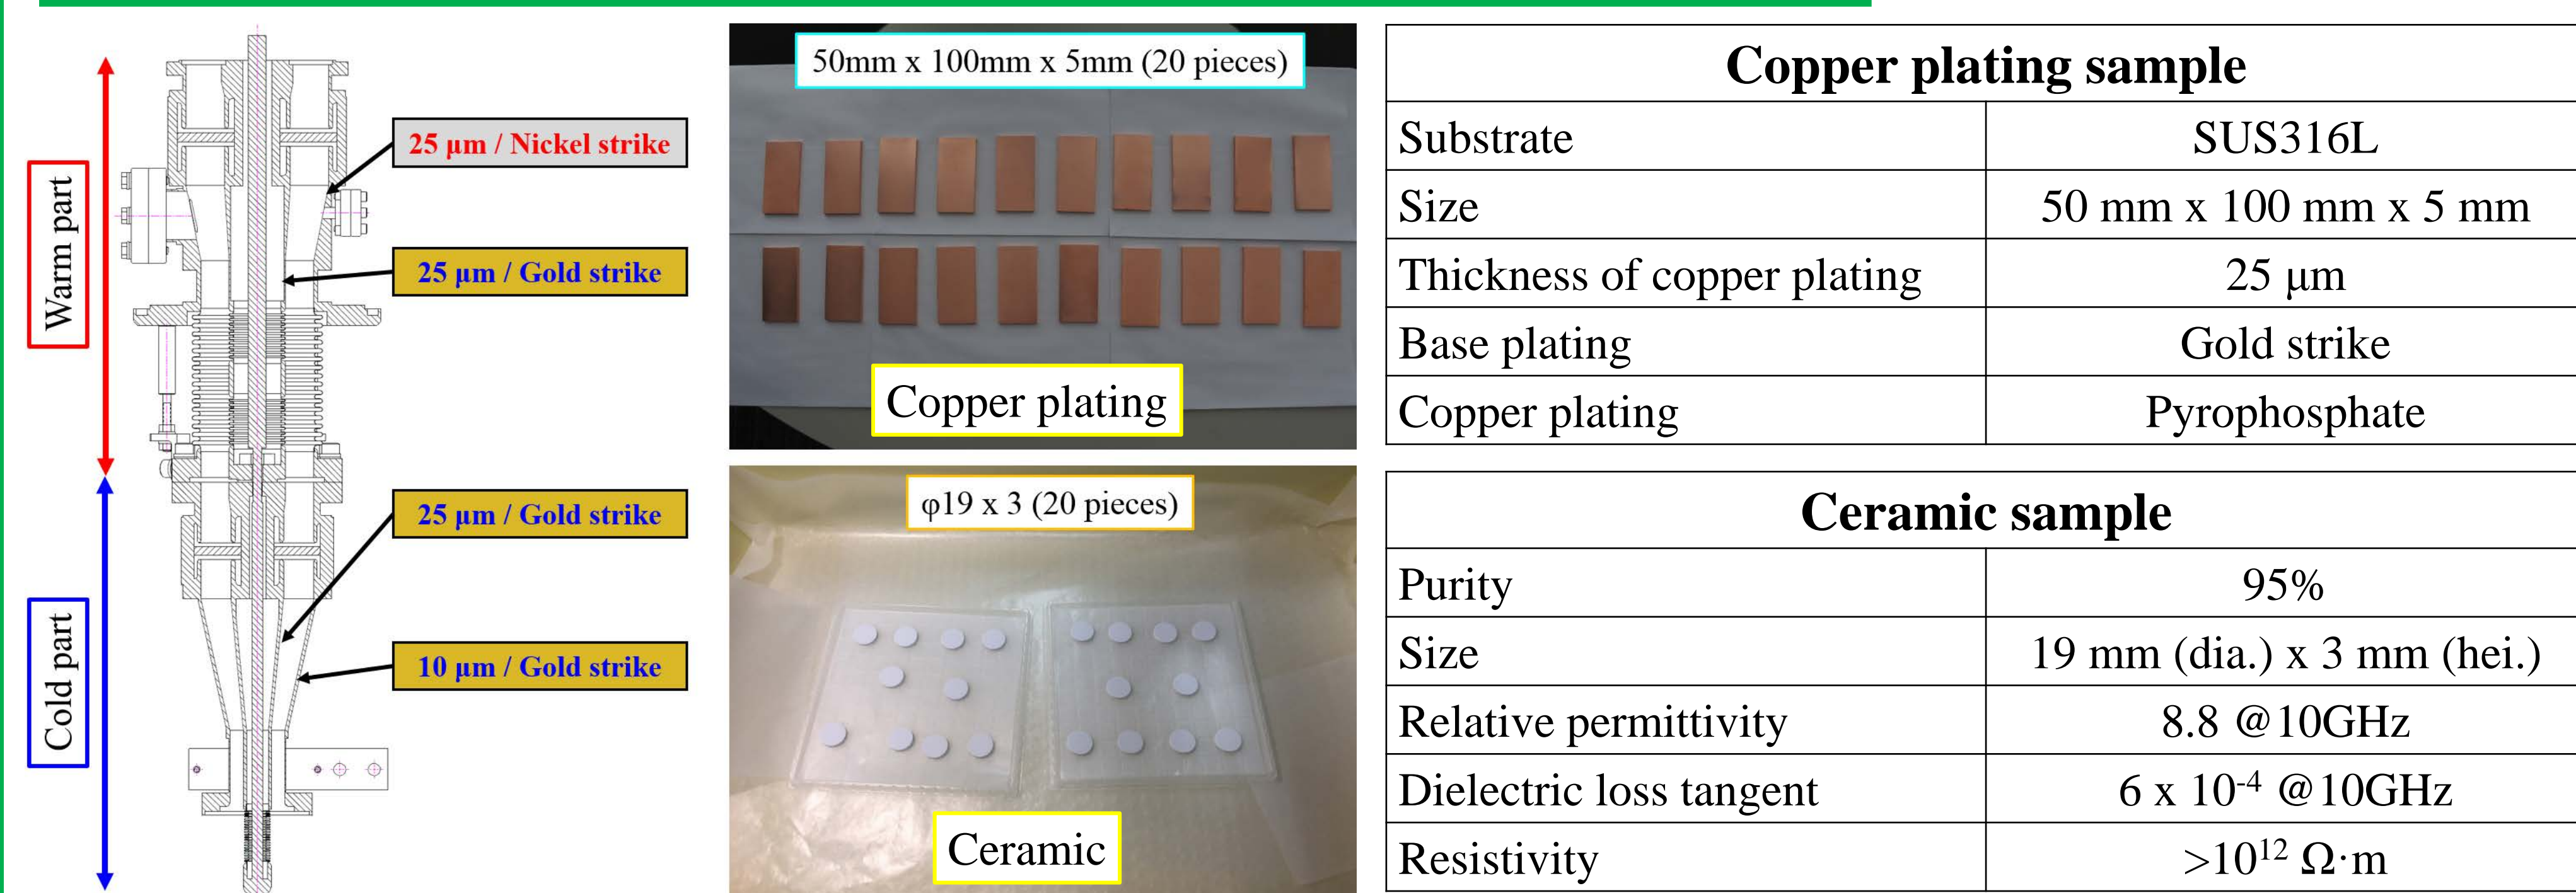 Warm part
25 μm / Nickel strike
25 μm / Gold strike
Cold part
25 μm / Gold strike
10 μm / Gold strike
50mm x 100mm x 5mm (20 pieces)
Copper plating
φ19 x 3 (20 pieces)
Ceramic
Copper plating sample
Substrate SUS316L
Size 50 mm x 100 mm x 5 mm
Thickness of copper plating 25 μm
Base plating Gold strike
Copper plating Pyrophosphate
Ceramic sample
Purity 95%
Size 19 mm (dia.) x 3 mm (hei.)
Relative permittivity 8.8 @10GHz
Dielectric loss tangent 6 x 10⁻⁴ @10GHz
Resistivity >10¹² Ω·m